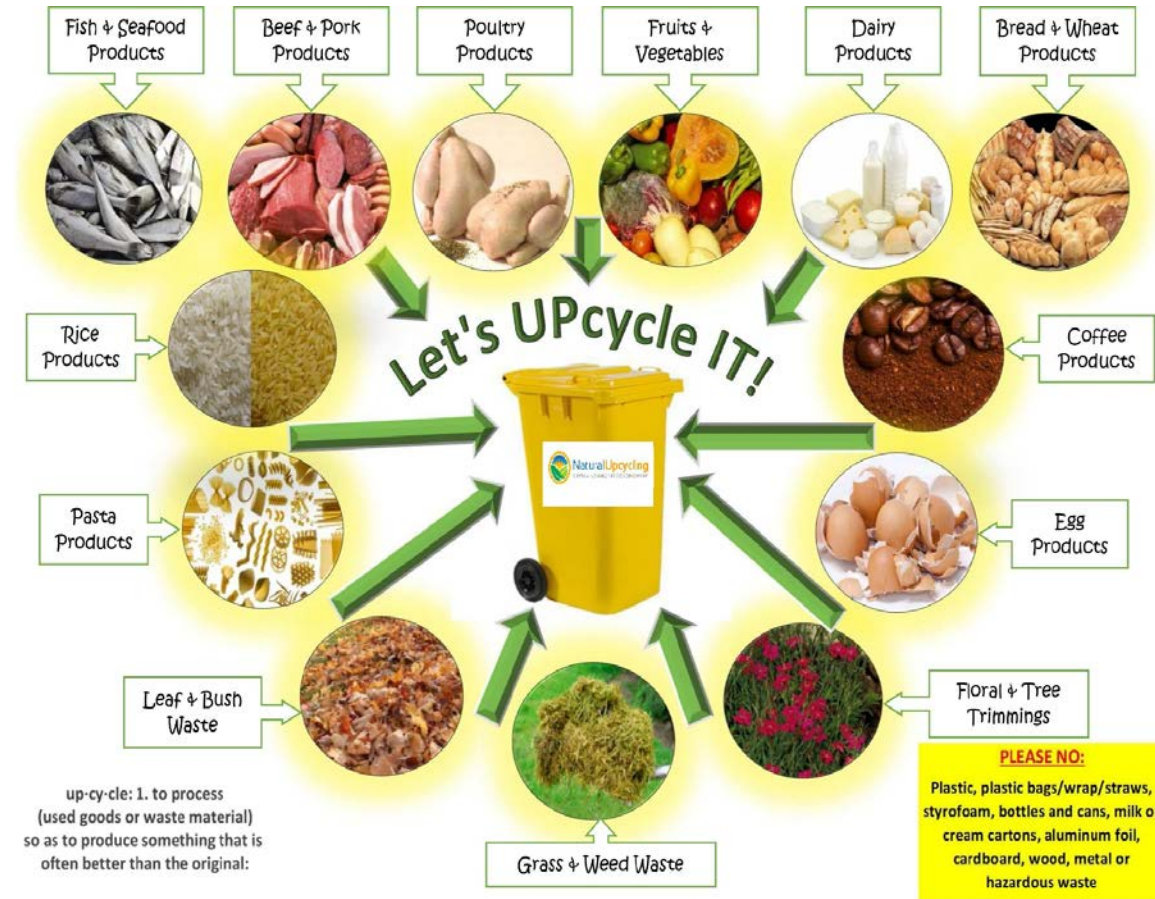 Fish & Seafood
Products
Beef & Pork
Products
Poultry
Products
Fruits &
Vegetables
Dairy
Products
Bread & Wheat
Products
Let's UPcycle IT!
Rice
Products
Coffee
Products
NaturalUpcycling
Pasta
Products
Egg
Products
Leaf & Bush
Waste
Floral & Tree
Trimmings
Grass & Weed Waste
up·cy·cle: 1. to process
(used goods or waste material)
so as to produce something that is
often better than the original:
PLEASE NO:
Plastic, plastic bags/wrap/straws,
styrofoam, bottles and cans, milk o
cream cartons, aluminum foil,
cardboard, wood, metal or
hazardous waste